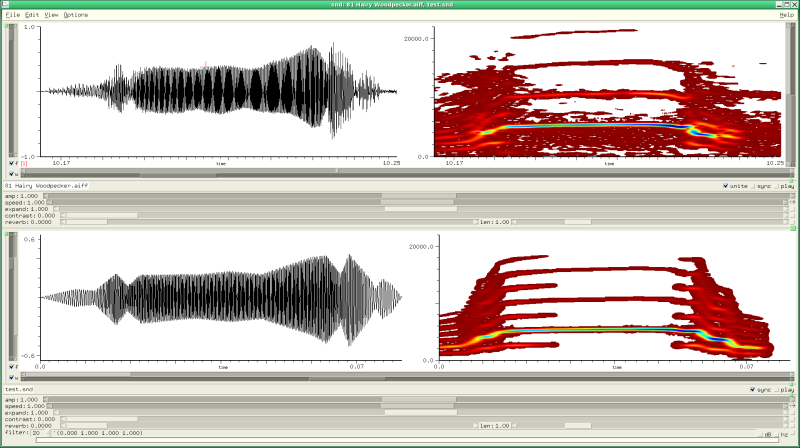 snd: 81 Hairy Woodpecker.aiff, test.snd
File Edit View Options Help
1.0
20000.0
10000.0
-1.0
0.0
10.17 time 10.25
10.17 time 10.25
f
w
81 Hairy Woodpecker.aiff
unite sync play
amp: 1.000
speed: 1.000
expand: 1.000
contrast: 0.000
reverb: 0.0000
len: 1.00
0.6
20000.0
-0.6
0.0
0.0 time 0.07
0.0 time 0.07
f
w
test.snd
sync play
amp: 1.000
speed: 1.000
expand: 1.000
contrast: 0.000
reverb: 0.0000
len: 1.00
filter: 20 '(0.000 1.000 1.000 1.000)
dB hz